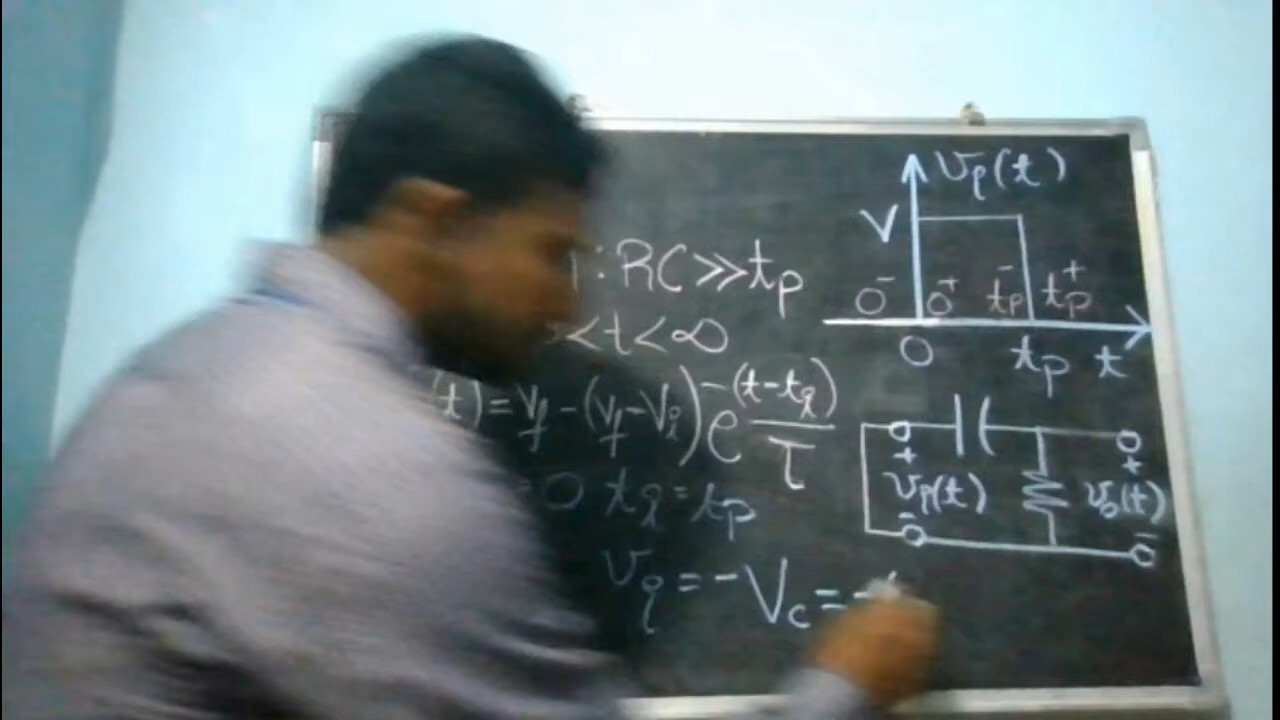 : RC >> tp
< t < ∞
(t) = Vf - (Vf - Vi) e^-(t-ti)/τ
= 0 ti = tp
vi = -Vc = -
vp(t)
V
0⁻ 0⁺ tp⁻ tp⁺
0 tp t
+ +
vp(t) vo(t)
- -